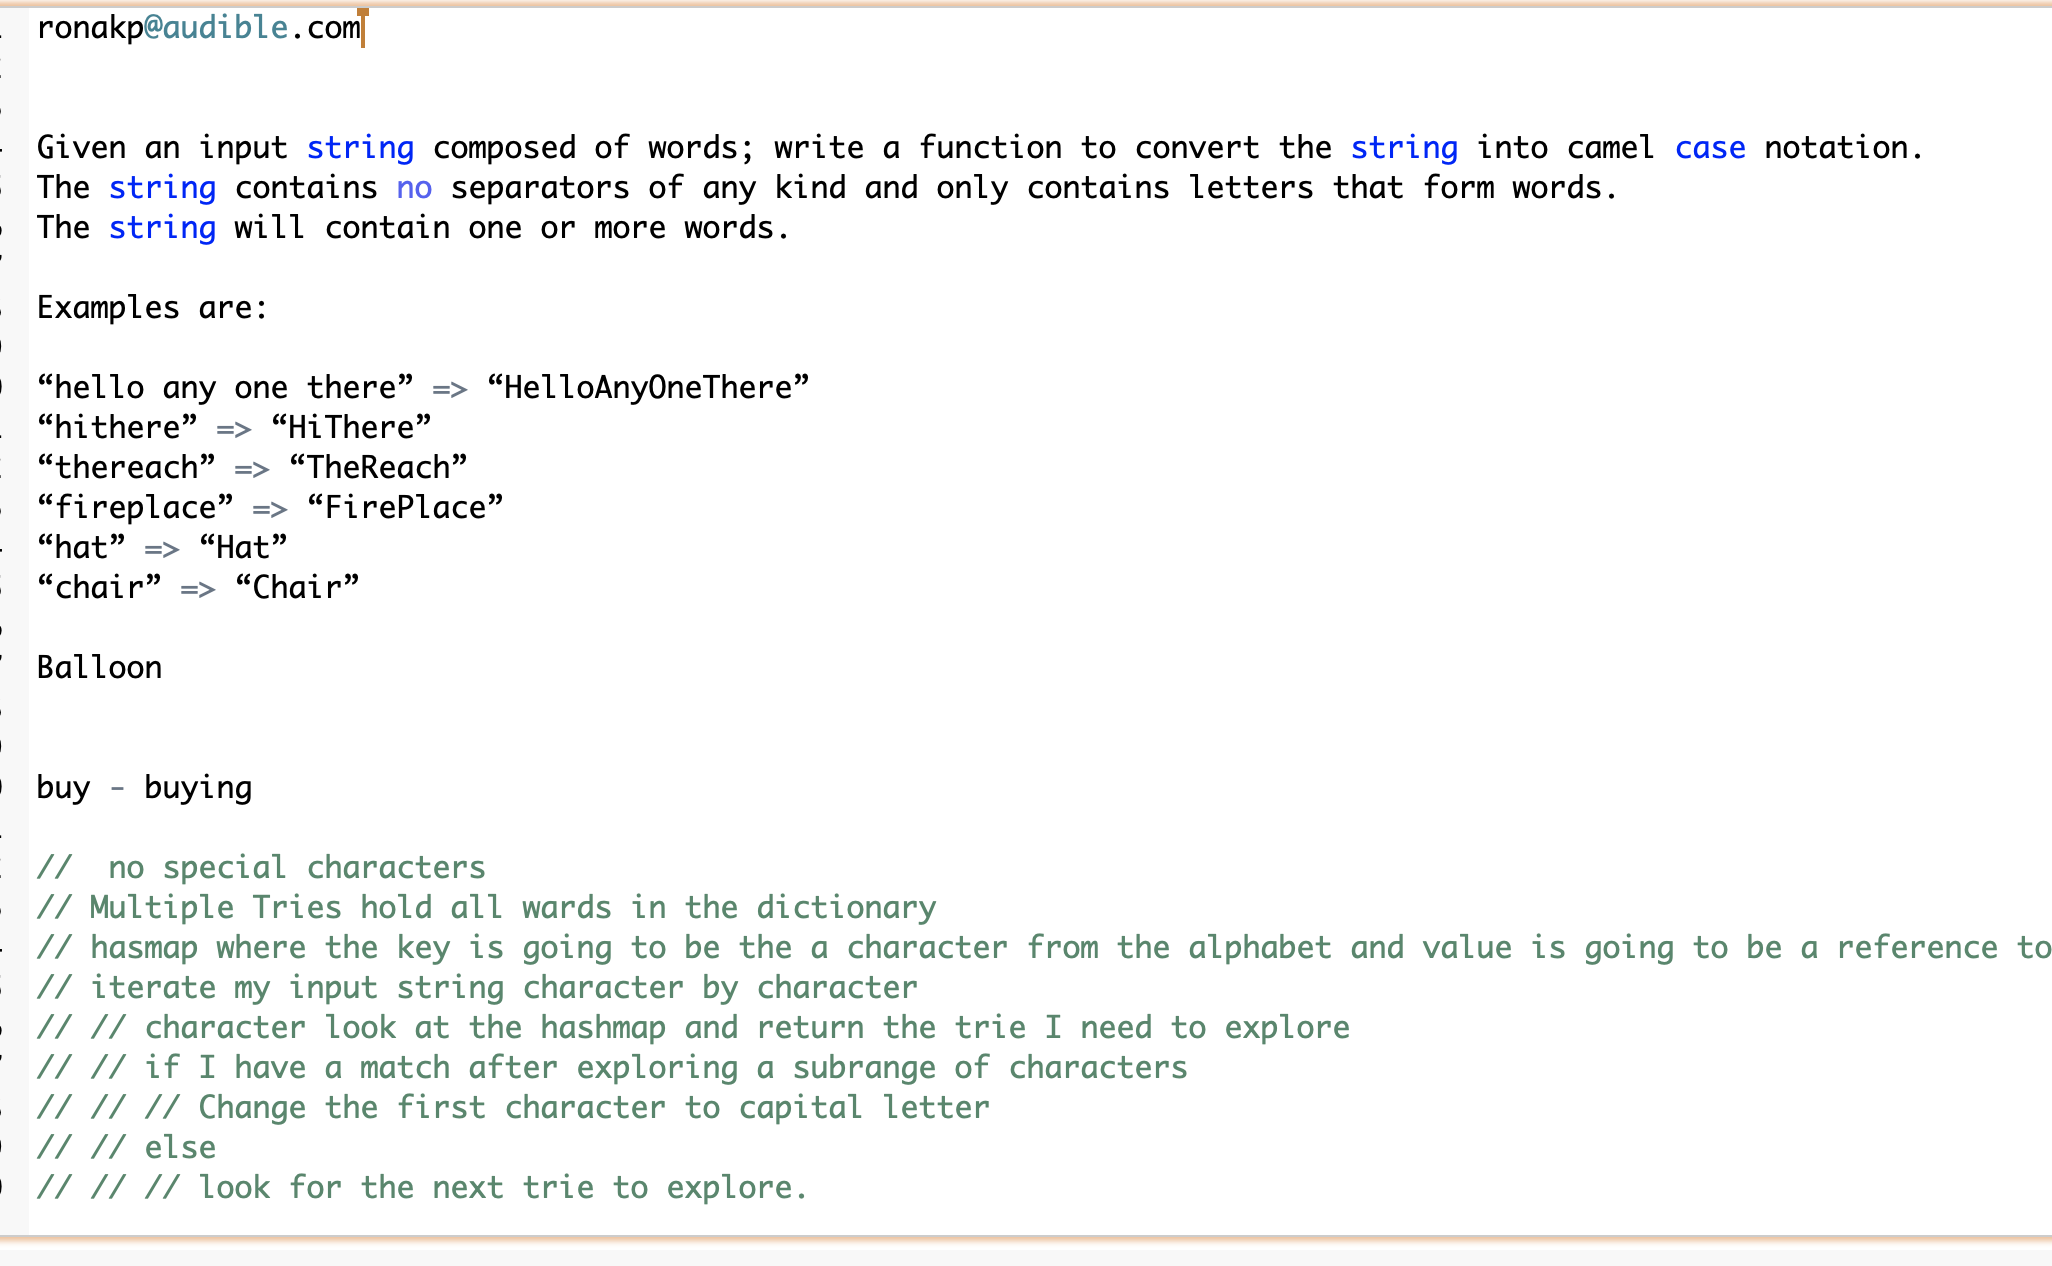 ronakp@audible.com
Given an input string composed of words; write a function to convert the string into camel case notation.
The string contains no separators of any kind and only contains letters that form words.
The string will contain one or more words.
Examples are:
“hello any one there” => “HelloAnyOneThere”
“hithere” => “HiThere”
“thereach” => “TheReach”
“fireplace” => “FirePlace”
“hat” => “Hat”
“chair” => “Chair”
Balloon
buy - buying
//  no special characters
// Multiple Tries hold all wards in the dictionary
// hasmap where the key is going to be the a character from the alphabet and value is going to be a reference to
// iterate my input string character by character
// // character look at the hashmap and return the trie I need to explore
// // if I have a match after exploring a subrange of characters
// // // Change the first character to capital letter
// // else
// // // look for the next trie to explore.